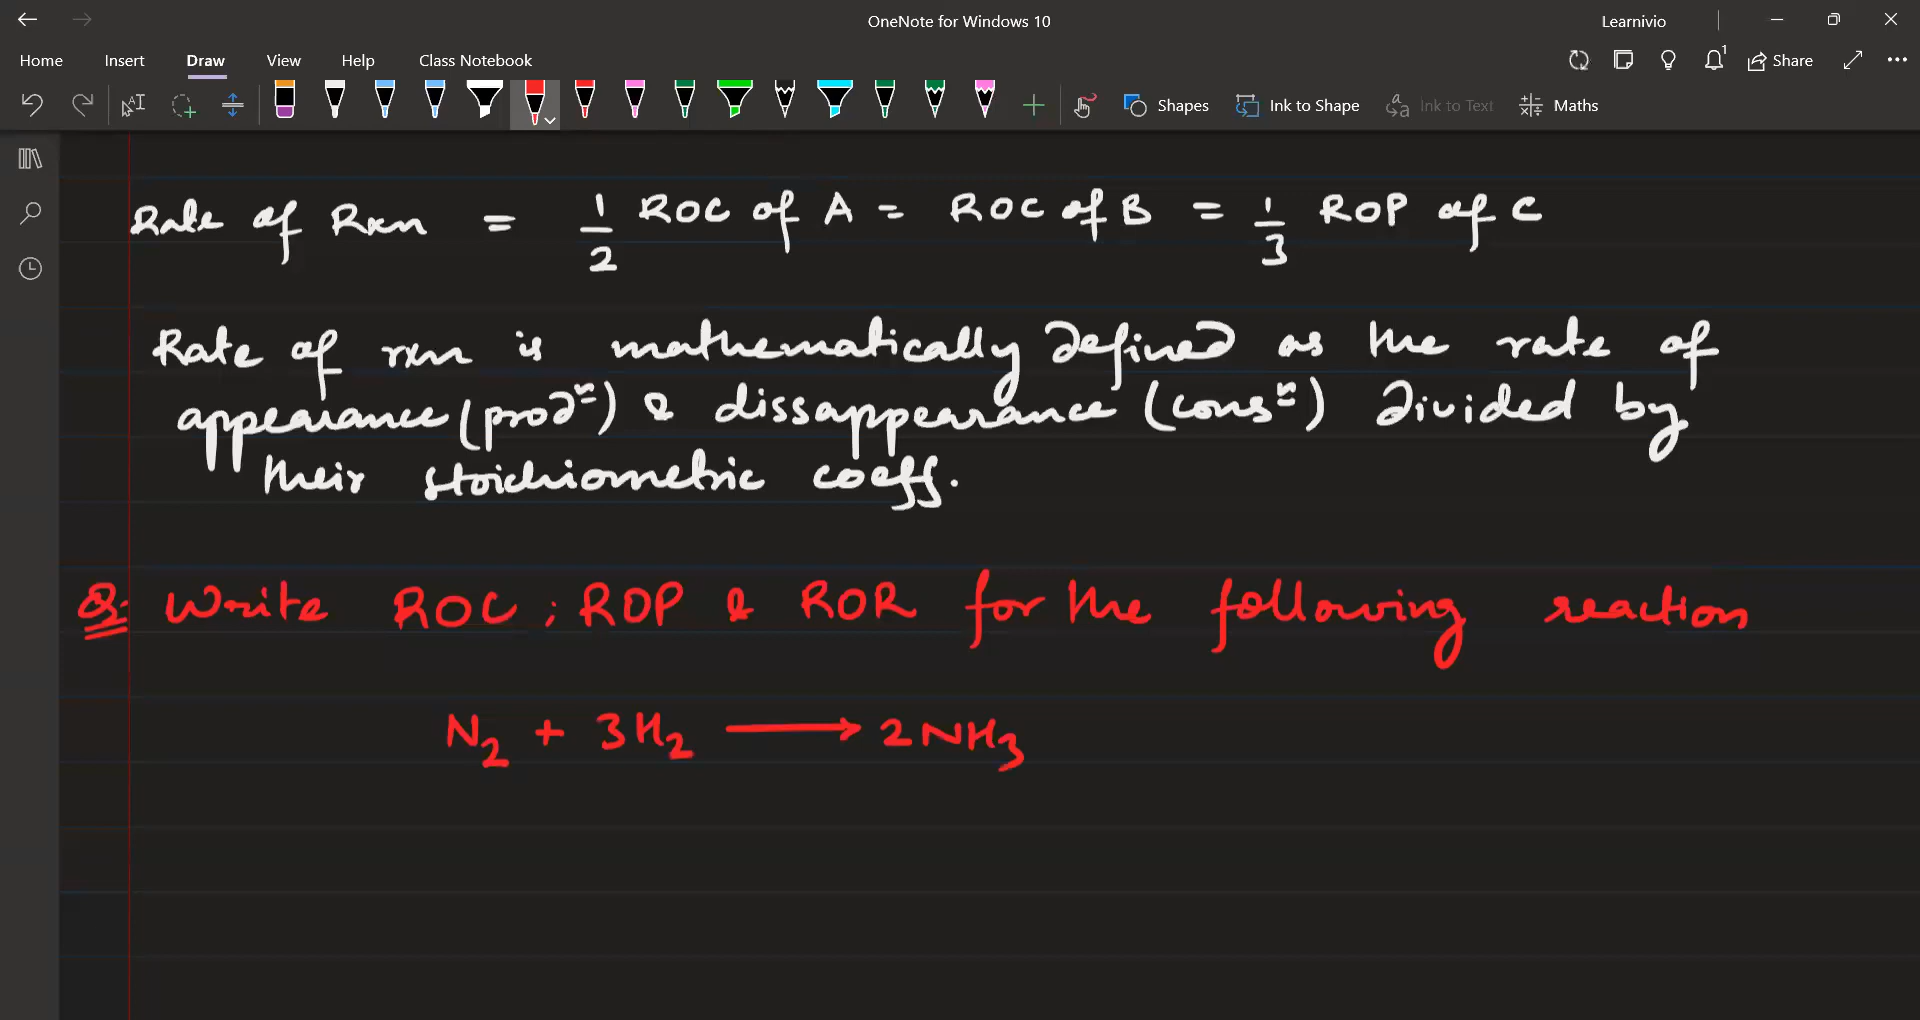 OneNote for Windows 10
Learnivio
Home Insert Draw View Help Class Notebook
1 Share
Shapes Ink to Shape Ink to Text Maths
Rate of Rxn = 1/2 ROC of A = ROC of B = 1/3 ROP of C
Rate of rxn is mathematically defined as the rate of
appearance (prodⁿ) & dissappearance (consⁿ) divided by
their stoichiometric coeff.
Q: Write ROC; ROP & ROR for the following reaction
N₂ + 3H₂ ⟶ 2NH₃